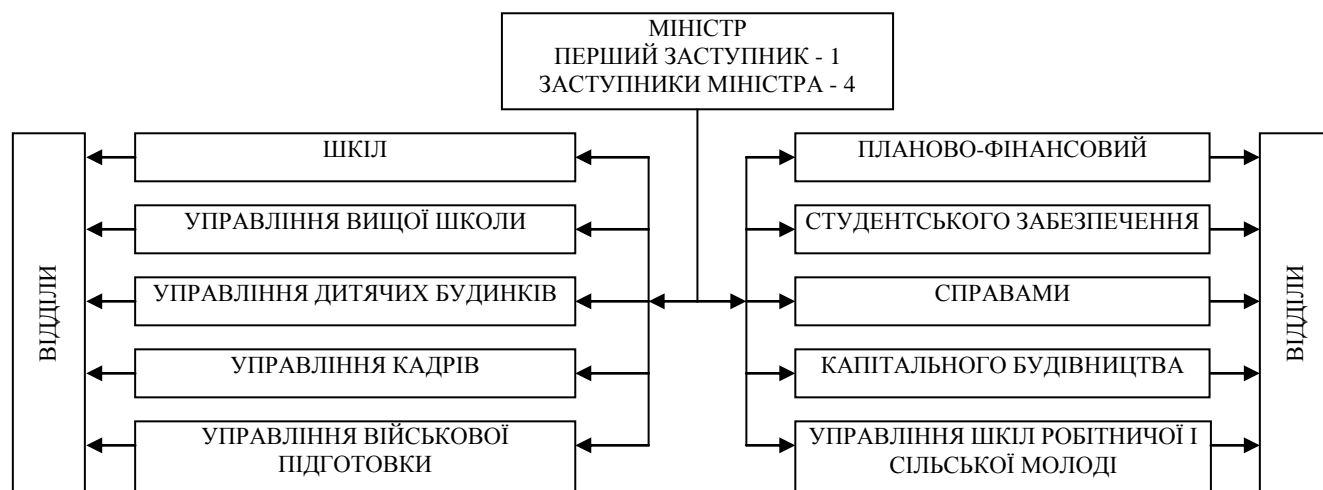 МІНІСТР
ПЕРШИЙ ЗАСТУПНИК - 1
ЗАСТУПНИКИ МІНІСТРА - 4
ВІДДІЛИ
ШКІЛ
УПРАВЛІННЯ ВИЩОЇ ШКОЛИ
УПРАВЛІННЯ ДИТЯЧИХ БУДИНКІВ
УПРАВЛІННЯ КАДРІВ
УПРАВЛІННЯ ВІЙСЬКОВОЇ
ПІДГОТОВКИ
ПЛАНОВО-ФІНАНСОВИЙ
СТУДЕНТСЬКОГО ЗАБЕЗПЕЧЕННЯ
СПРАВАМИ
КАПІТАЛЬНОГО БУДІВНИЦТВА
УПРАВЛІННЯ ШКІЛ РОБІТНИЧОЇ І
СІЛЬСЬКОЇ МОЛОДІ
ВІДДІЛИ